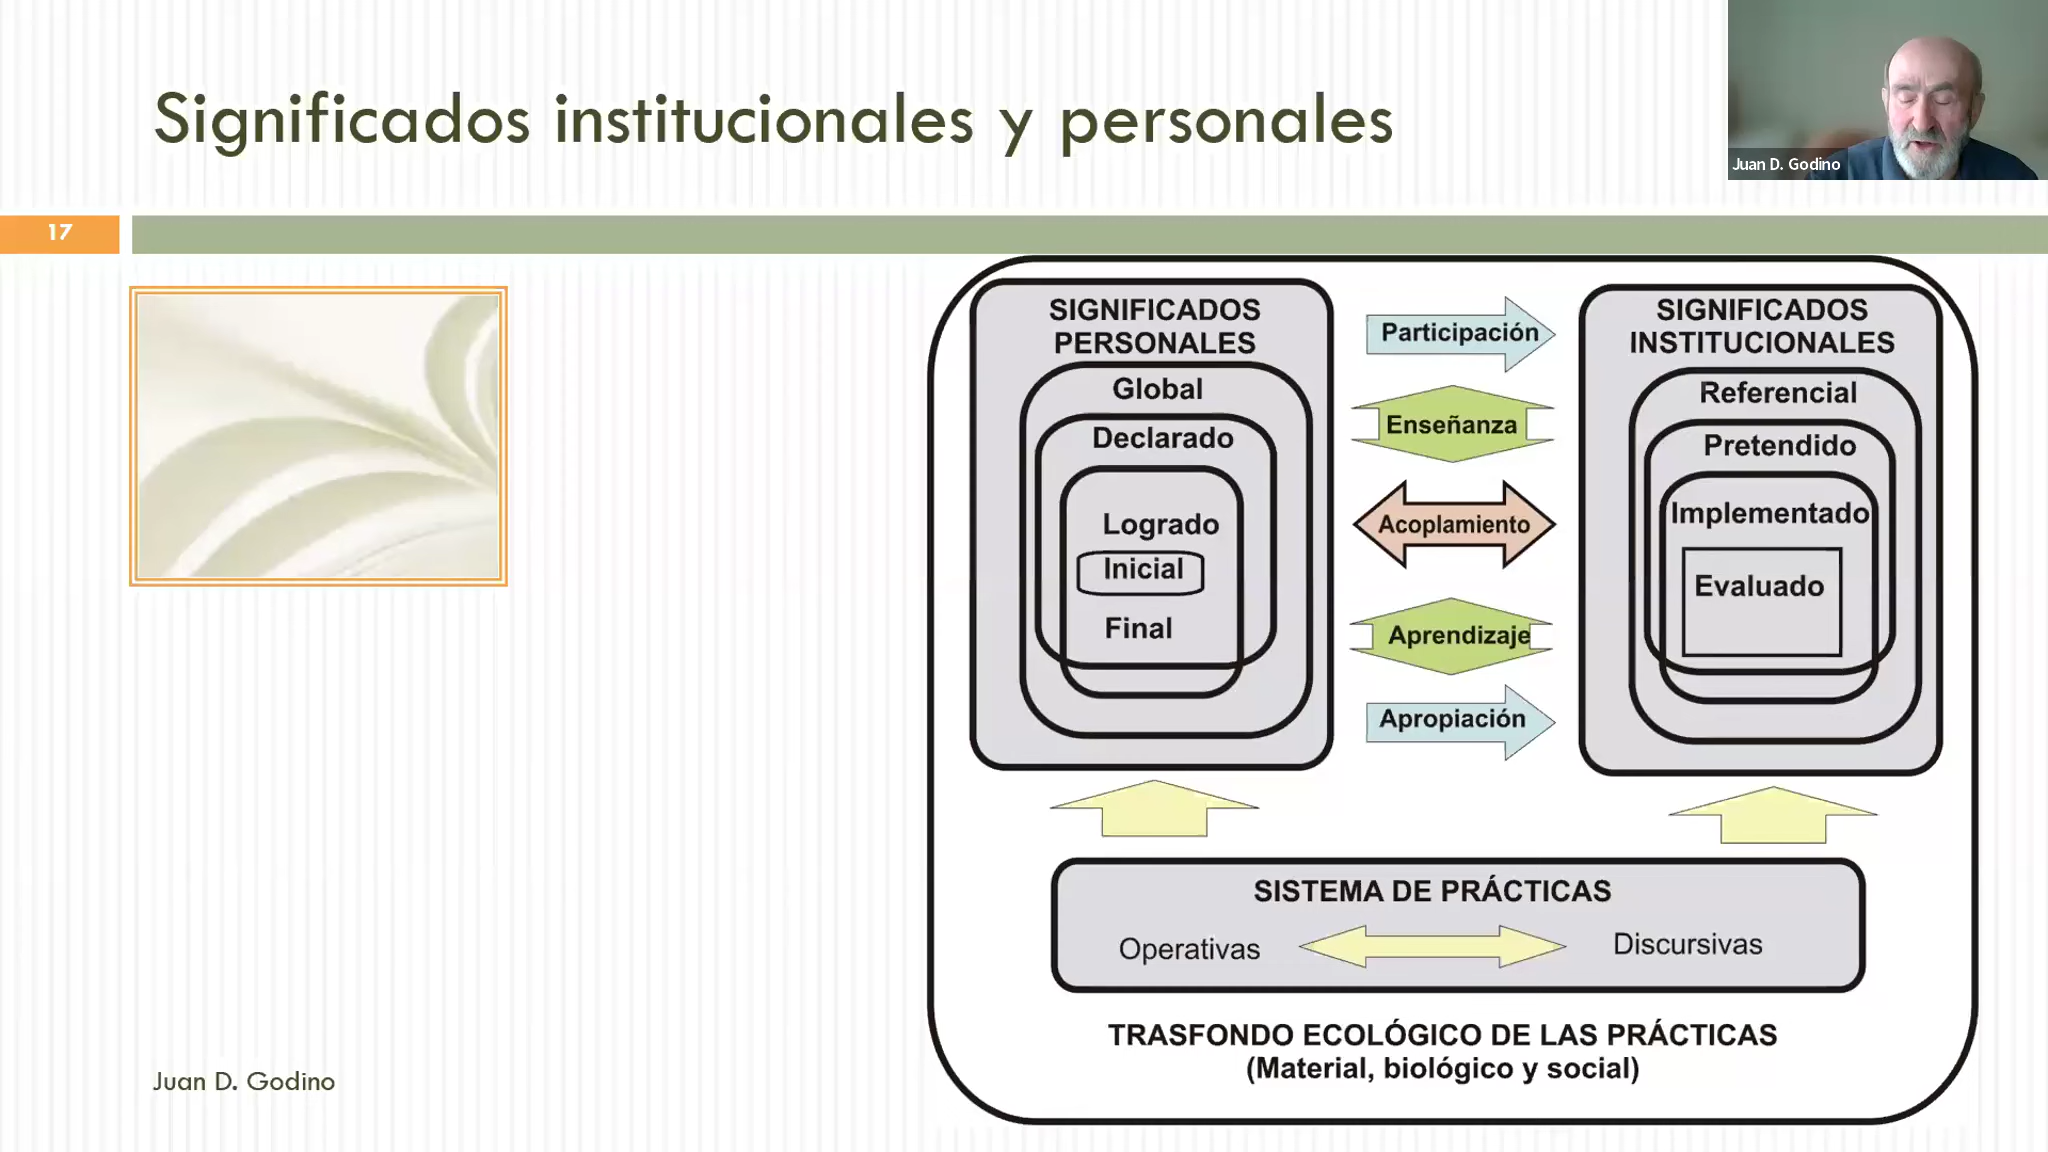 Significados institucionales y personales
Juan D. Godino
17
SIGNIFICADOS
PERSONALES
Global
Declarado
Logrado
Inicial
Final
Participación
Enseñanza
Acoplamiento
Aprendizaje
Apropiación
SIGNIFICADOS
INSTITUCIONALES
Referencial
Pretendido
Implementado
Evaluado
SISTEMA DE PRÁCTICAS
Operativas
Discursivas
TRASFONDO ECOLÓGICO DE LAS PRÁCTICAS
(Material, biológico y social)
Juan D. Godino